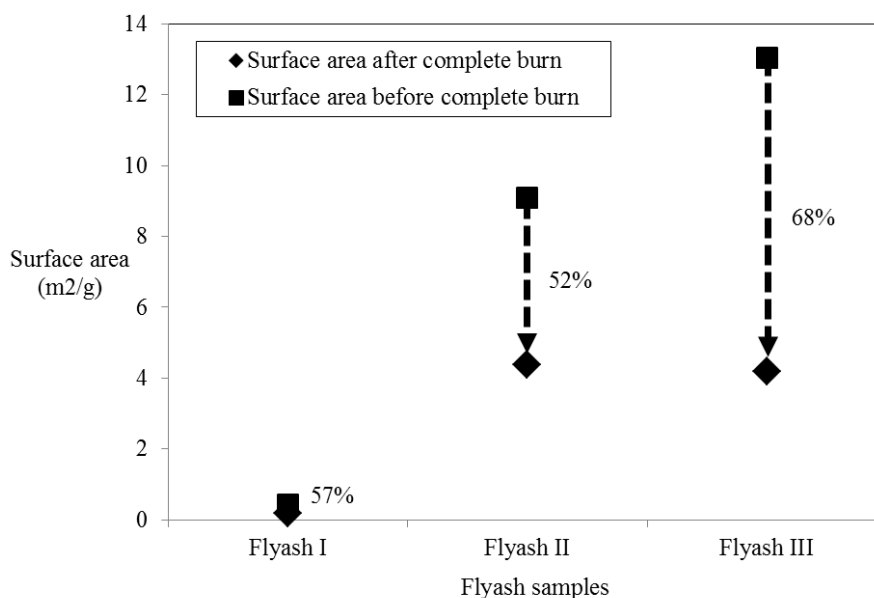 14
12
10
8
6
4
2
0
Surface area after complete burn
Surface area before complete burn
Surface area
(m2/g)
57%
52%
68%
Flyash I
Flyash II
Flyash III
Flyash samples